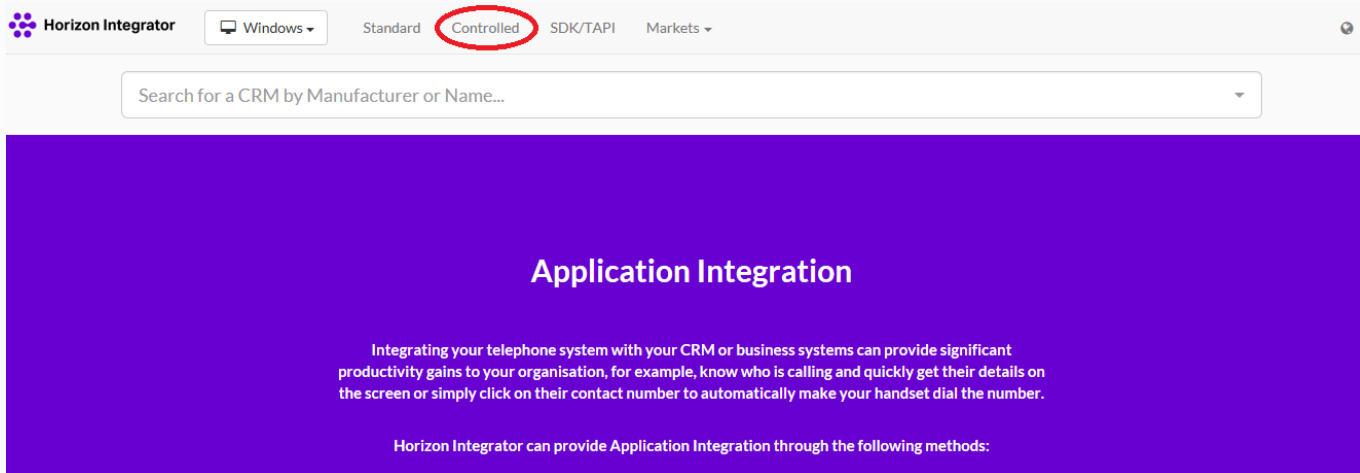 Horizon Integrator Windows Standard Controlled SDK/TAPI Markets
Search for a CRM by Manufacturer or Name...
Application Integration
Integrating your telephone system with your CRM or business systems can provide significant
productivity gains to your organisation, for example, know who is calling and quickly get their details on
the screen or simply click on their contact number to automatically make your handset dial the number.
Horizon Integrator can provide Application Integration through the following methods: